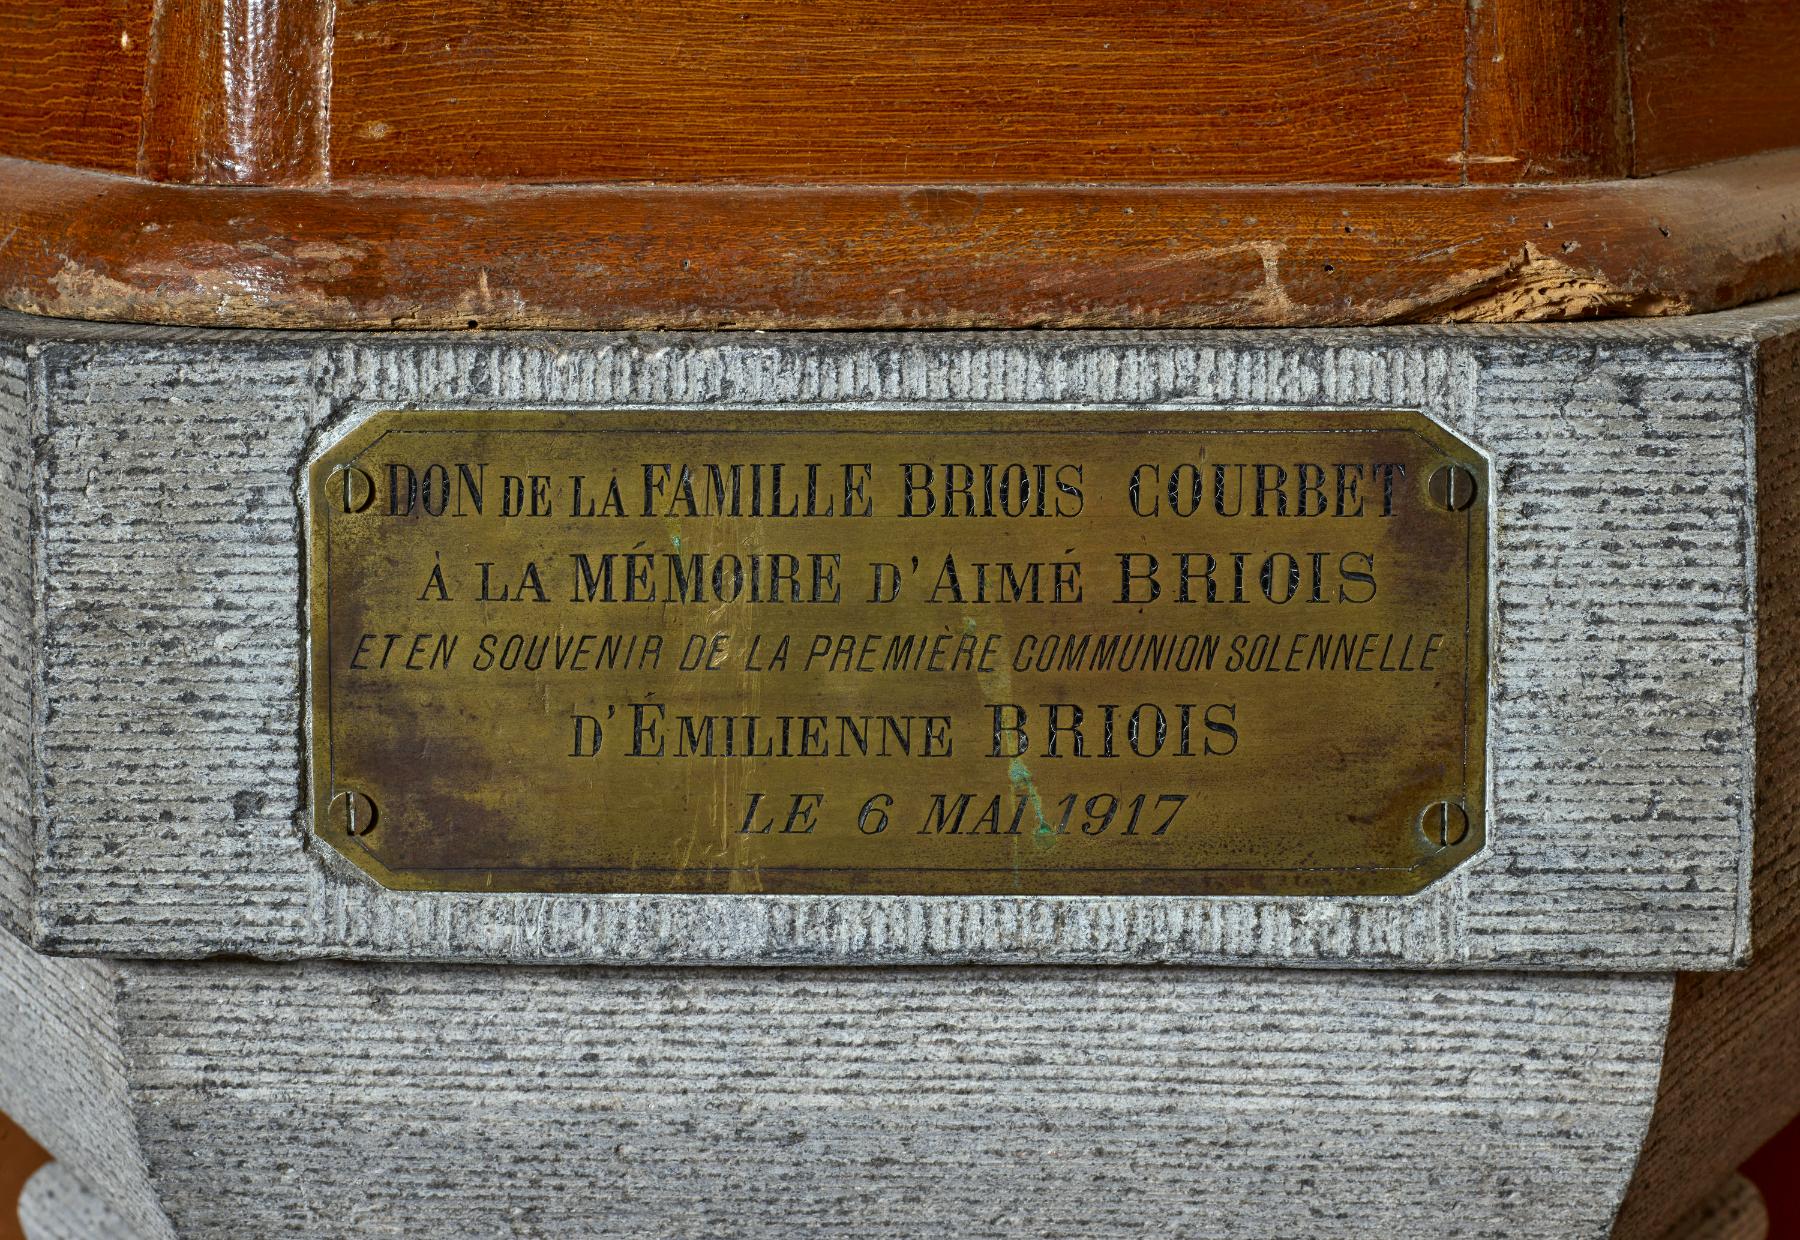 DON DE LA FAMILLE BRIOIS COURBET
À LA MÉMOIRE D'AIMÉ BRIOIS
ET EN SOUVENIR DE LA PREMIÈRE COMMUNION SOLENNELLE
D'ÉMILIENNE BRIOIS
LE 6 MAI 1917